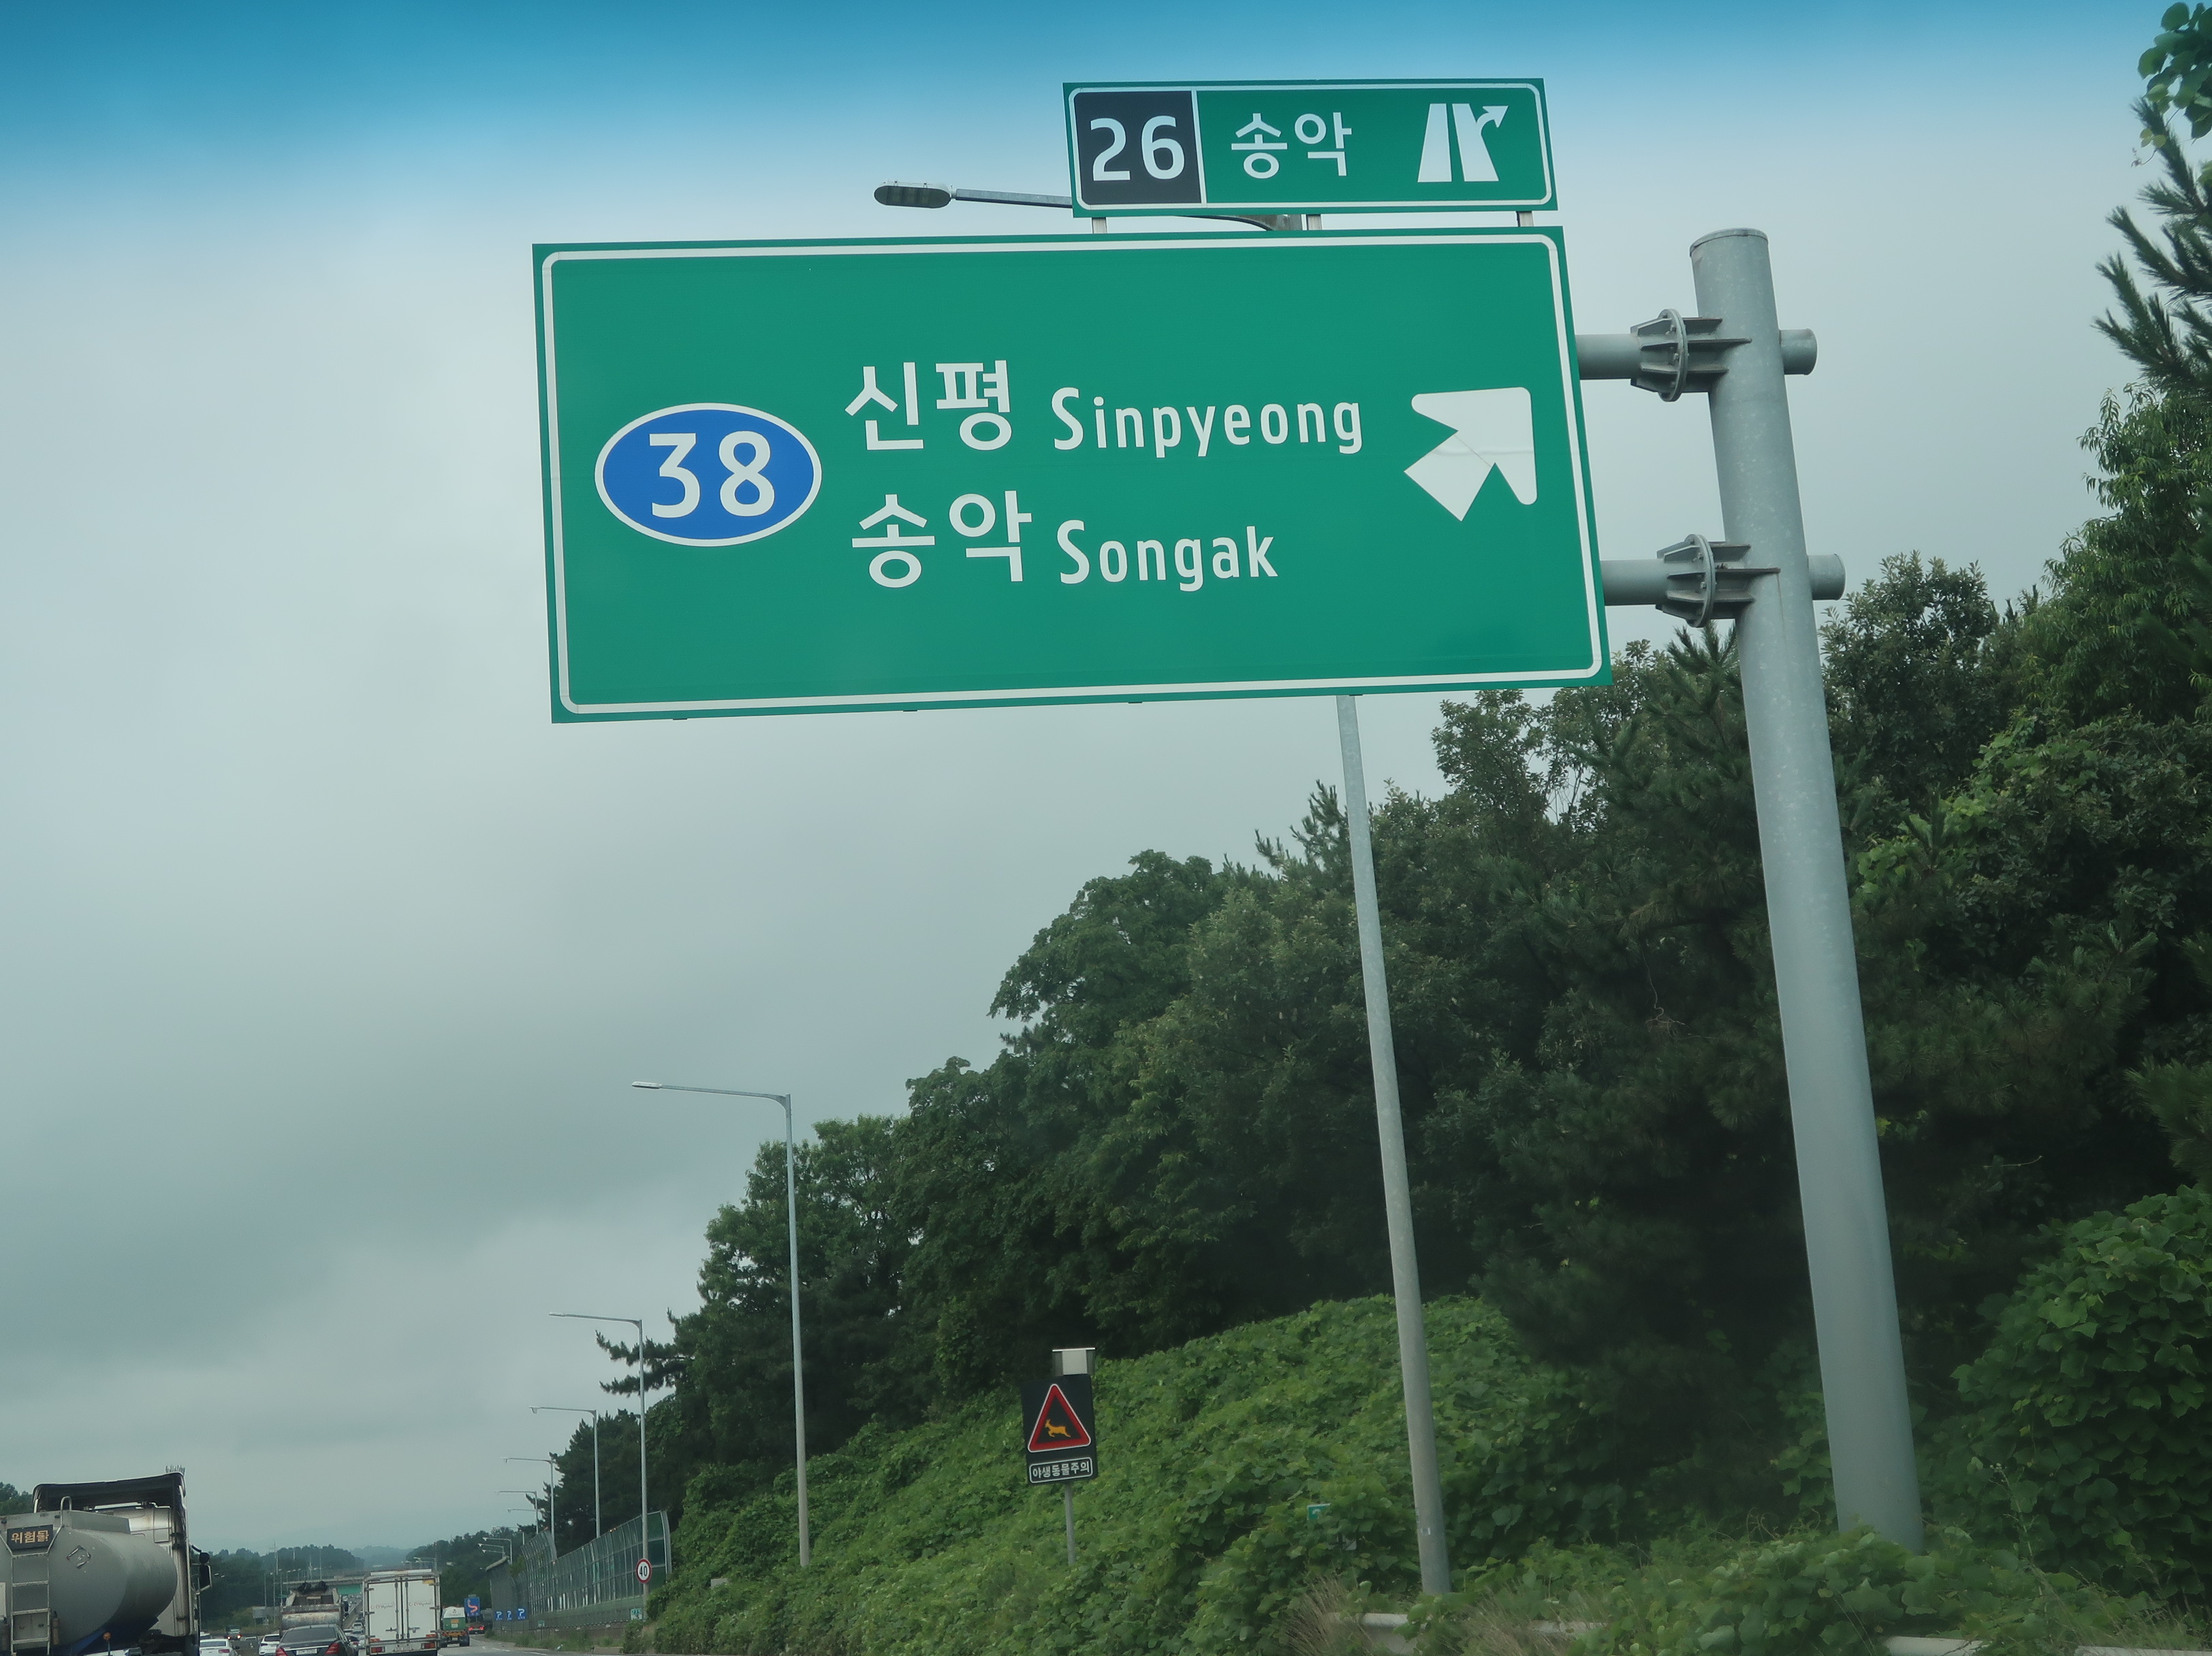 26 송악
38
신평 Sinpyeong
송악 Songak
야생동물주의
위험물
40